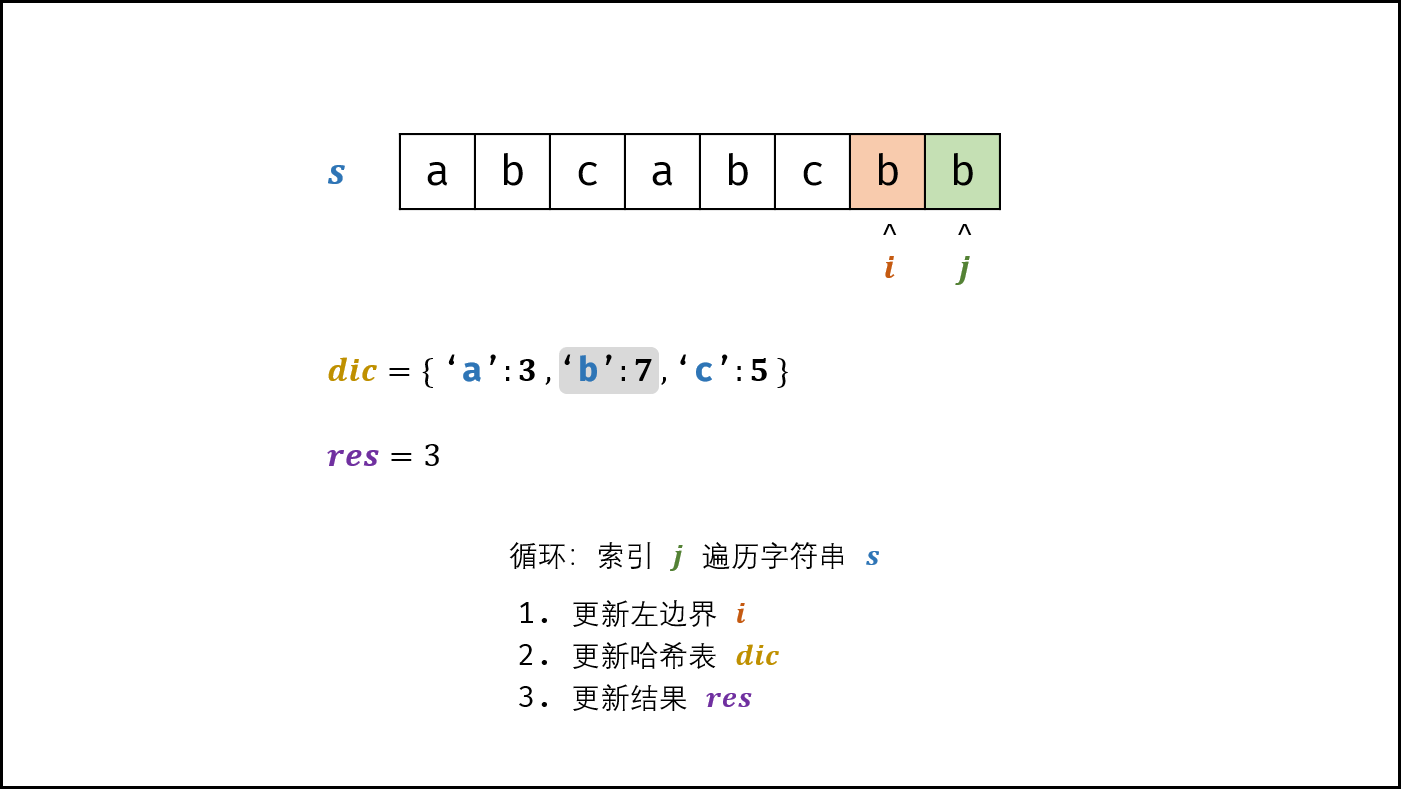 s a b c a b c b b
^ ^
i j
dic = { ‘a’:3, ‘b’:7, ‘c’:5 }
res = 3
循环: 索引 j 遍历字符串 s
1. 更新左边界 i
2. 更新哈希表 dic
3. 更新结果 res